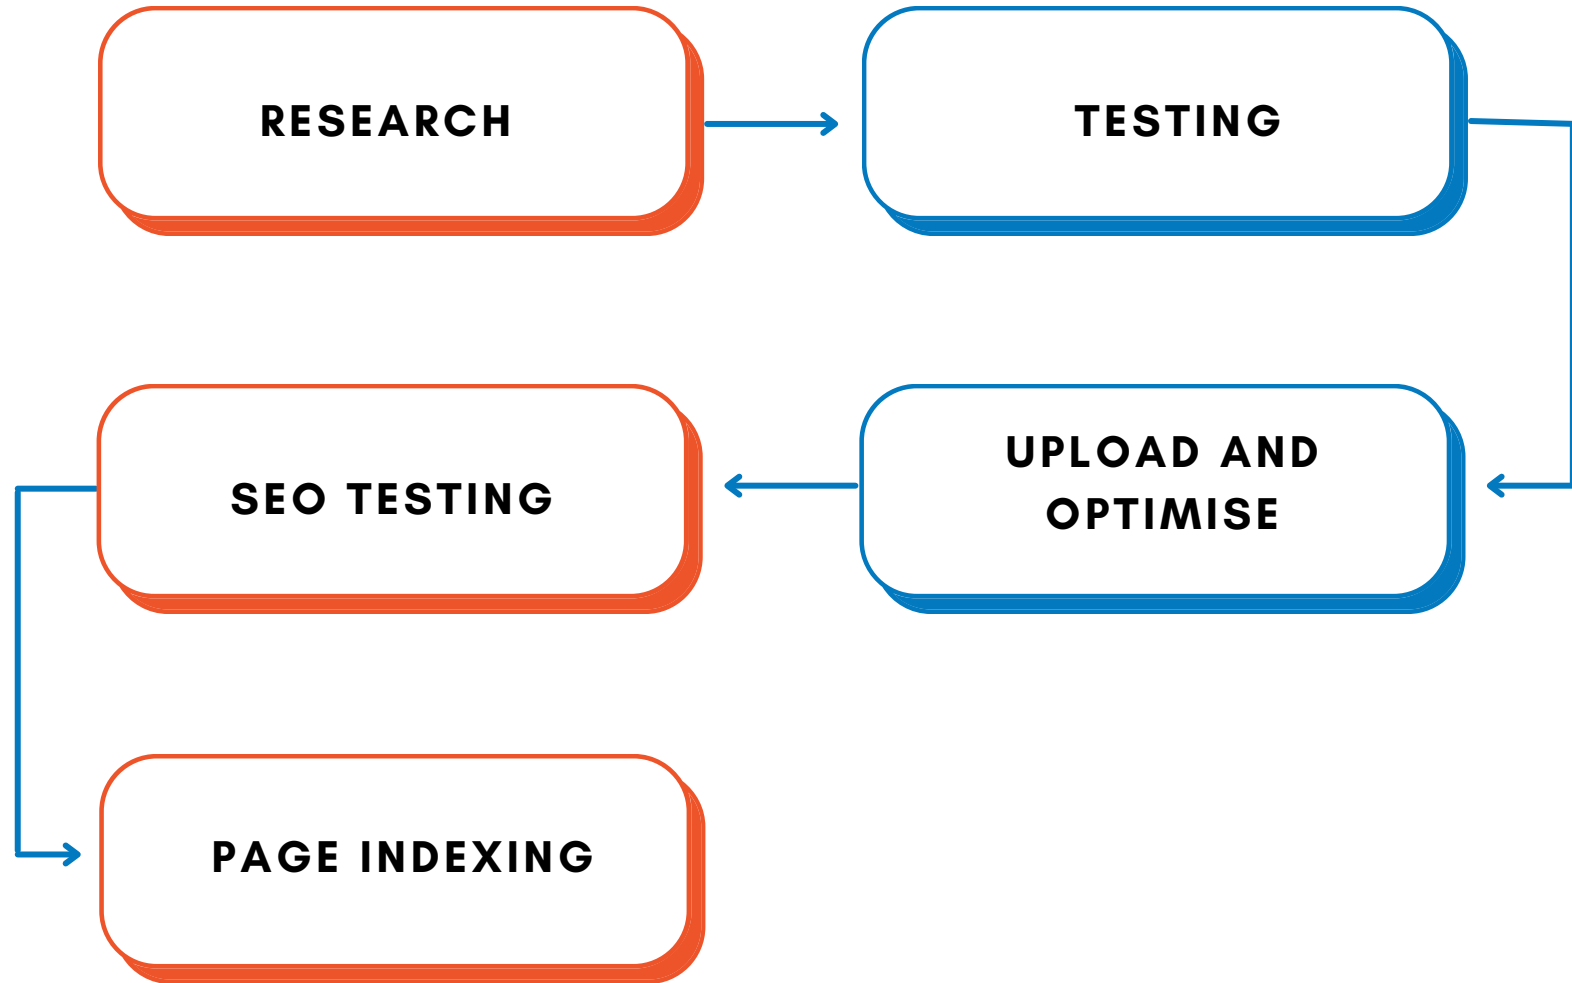 RESEARCH
TESTING
UPLOAD AND
OPTIMISE
SEO TESTING
PAGE INDEXING